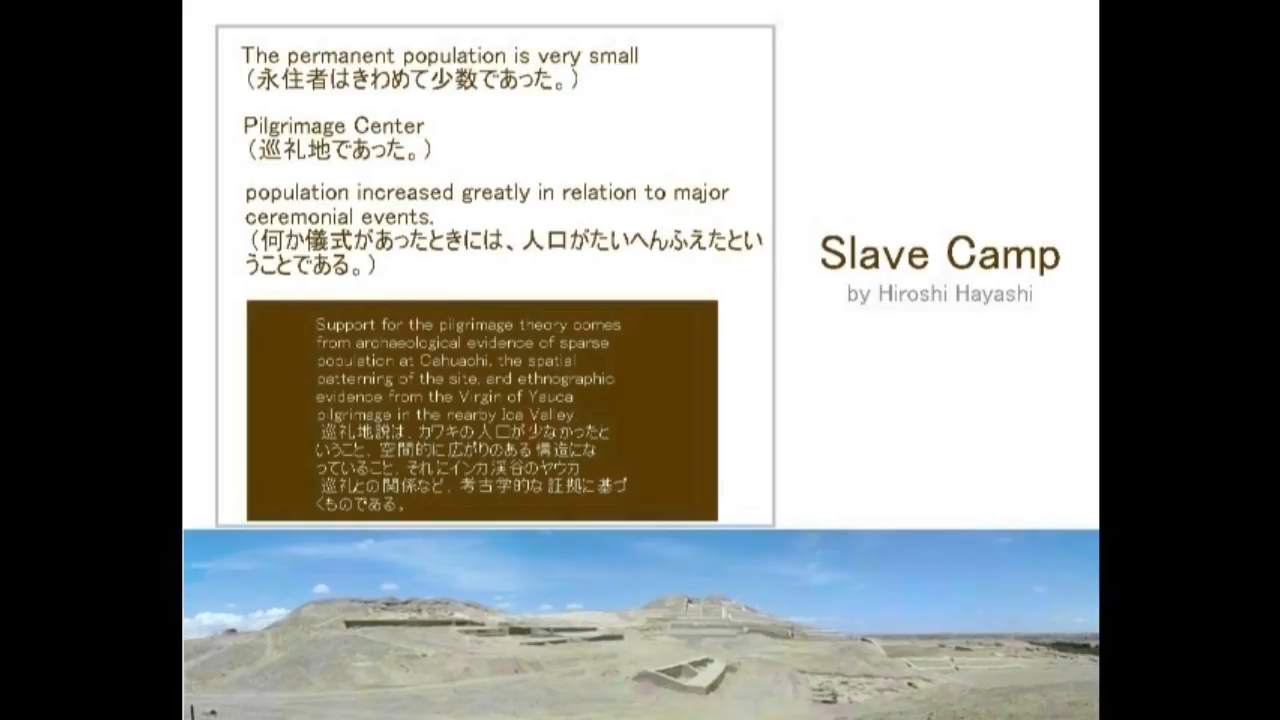 The permanent population is very small
（永住者はきわめて少数であった。）
Pilgrimage Center
（巡礼地であった。）
population increased greatly in relation to major
ceremonial events.
（何か儀式があったときには、人口がたいへんふえたとい
うことである。）
Support for the pilgrimage theory comes
from archaeological evidence of sparse
population at Cahuachi, the spatial
patterning of the site, and ethnographic
evidence from the Virgin of Yauca
pilgrimage in the nearby Ica Valley.
巡礼地説は、カワキの人口が少なかったと
いうこと、空間的に広がりのある構造にな
っていること、それにインカ渓谷のヤウカ
巡礼との関係など、考古学的な証拠に基づ
くものである。
Slave Camp
by Hiroshi Hayashi